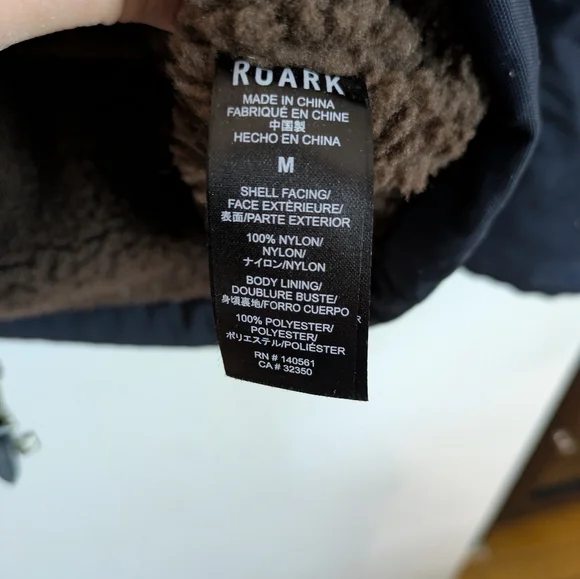 RUARK
MADE IN CHINA
FABRIQUÉ EN CHINE
中国製
HECHO EN CHINA
M
SHELL FACING/
FACE EXTÉRIEURE/
表面/PARTE EXTERIOR
100% NYLON/
NYLON/
ナイロン/NYLON
BODY LINING/
DOUBLURE BUSTE/
身頃裏地/FORRO CUERPO
100% POLYESTER/
POLYESTER/
ポリエステル/POLIÉSTER
RN # 140561
CA # 32350